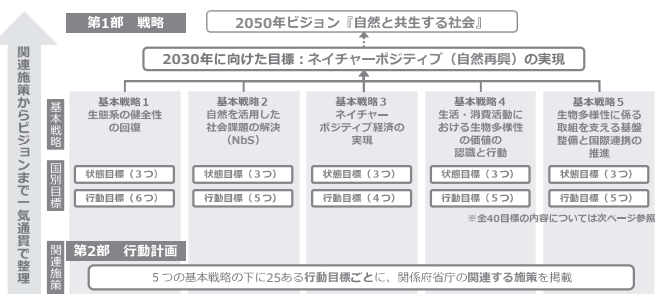 第1部 戦略
2050年ビジョン『自然と共生する社会』
2030年に向けた目標：ネイチャーポジティブ（自然再興）の実現
関連施策からビジョンまで一気通貫で整理
基本戦略
基本戦略1
生態系の健全性
の回復
基本戦略2
自然を活用した
社会課題の解決
（NbS）
基本戦略3
ネイチャー
ポジティブ経済の
実現
基本戦略4
生活・消費活動に
おける生物多様性
の価値の
認識と行動
基本戦略5
生物多様性に係る
取組を支える基盤
整備と国際連携の
推進
国別目標
状態目標（3つ）
状態目標（3つ）
状態目標（3つ）
状態目標（3つ）
状態目標（3つ）
行動目標（6つ）
行動目標（5つ）
行動目標（4つ）
行動目標（5つ）
行動目標（5つ）
※全40目標の内容については次ページ参照
関連施策
第2部 行動計画
5つの基本戦略の下に25ある行動目標ごとに、関係府省庁の関連する施策を掲載